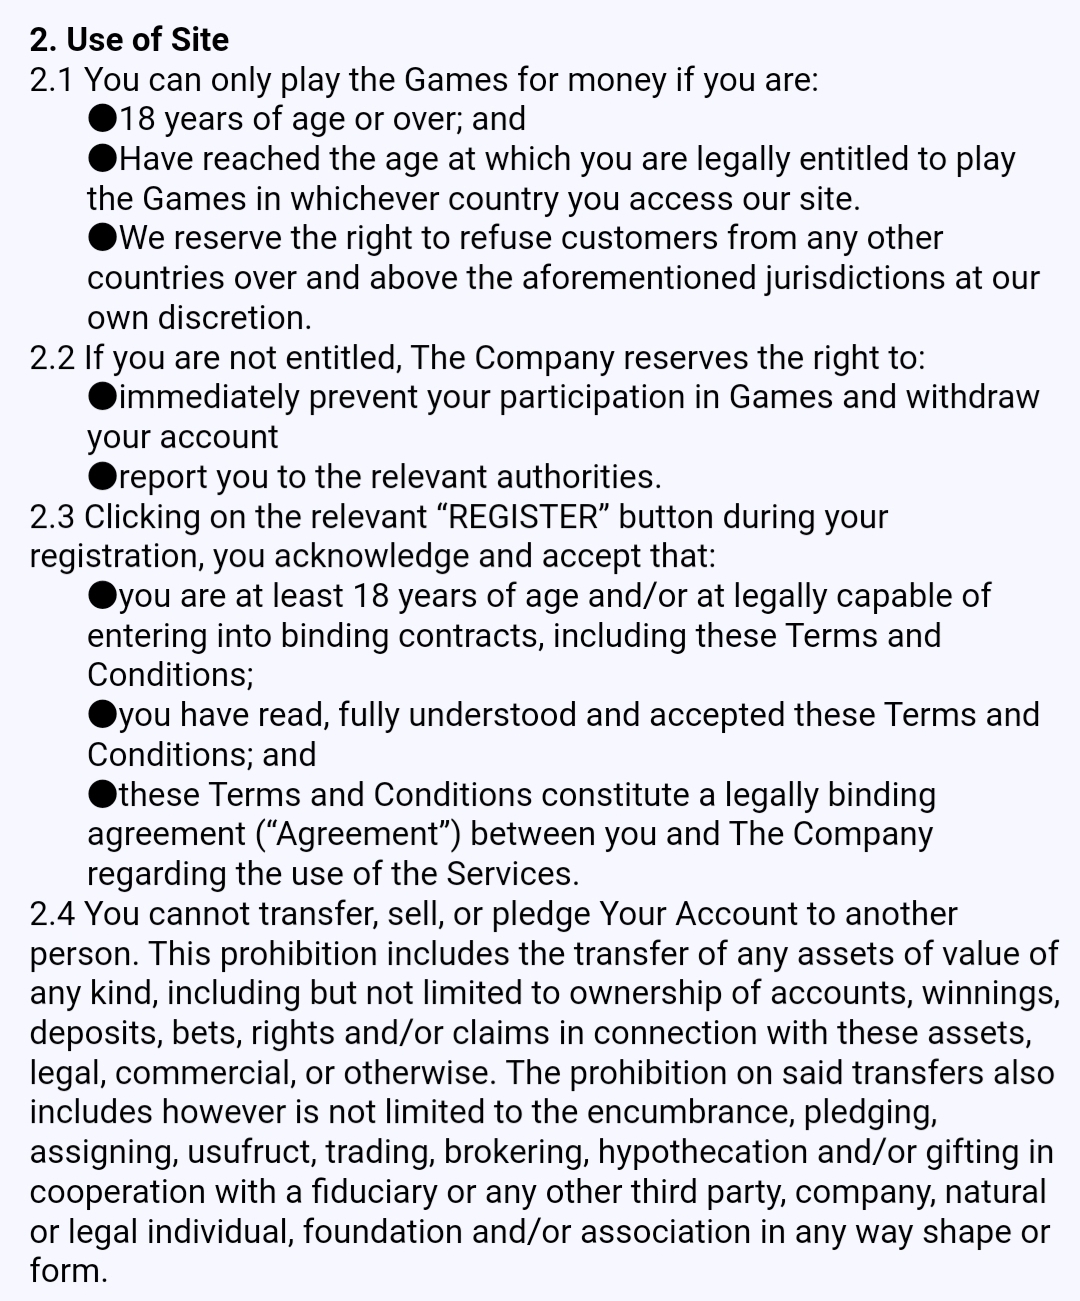 2. Use of Site
2.1 You can only play the Games for money if you are:
●18 years of age or over; and
●Have reached the age at which you are legally entitled to play
the Games in whichever country you access our site.
●We reserve the right to refuse customers from any other
countries over and above the aforementioned jurisdictions at our
own discretion.
2.2 If you are not entitled, The Company reserves the right to:
●immediately prevent your participation in Games and withdraw
your account
●report you to the relevant authorities.
2.3 Clicking on the relevant “REGISTER” button during your
registration, you acknowledge and accept that:
●you are at least 18 years of age and/or at legally capable of
entering into binding contracts, including these Terms and
Conditions;
●you have read, fully understood and accepted these Terms and
Conditions; and
●these Terms and Conditions constitute a legally binding
agreement (“Agreement”) between you and The Company
regarding the use of the Services.
2.4 You cannot transfer, sell, or pledge Your Account to another
person. This prohibition includes the transfer of any assets of value of
any kind, including but not limited to ownership of accounts, winnings,
deposits, bets, rights and/or claims in connection with these assets,
legal, commercial, or otherwise. The prohibition on said transfers also
includes however is not limited to the encumbrance, pledging,
assigning, usufruct, trading, brokering, hypothecation and/or gifting in
cooperation with a fiduciary or any other third party, company, natural
or legal individual, foundation and/or association in any way shape or
form.